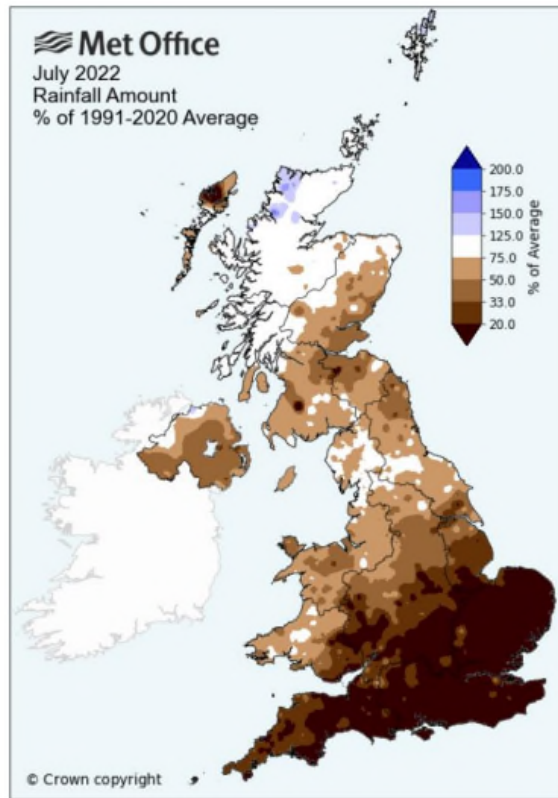 Met Office
July 2022
Rainfall Amount
% of 1991-2020 Average
200.0
175.0
150.0
125.0
75.0
50.0
33.0
20.0
% of Average
© Crown copyright